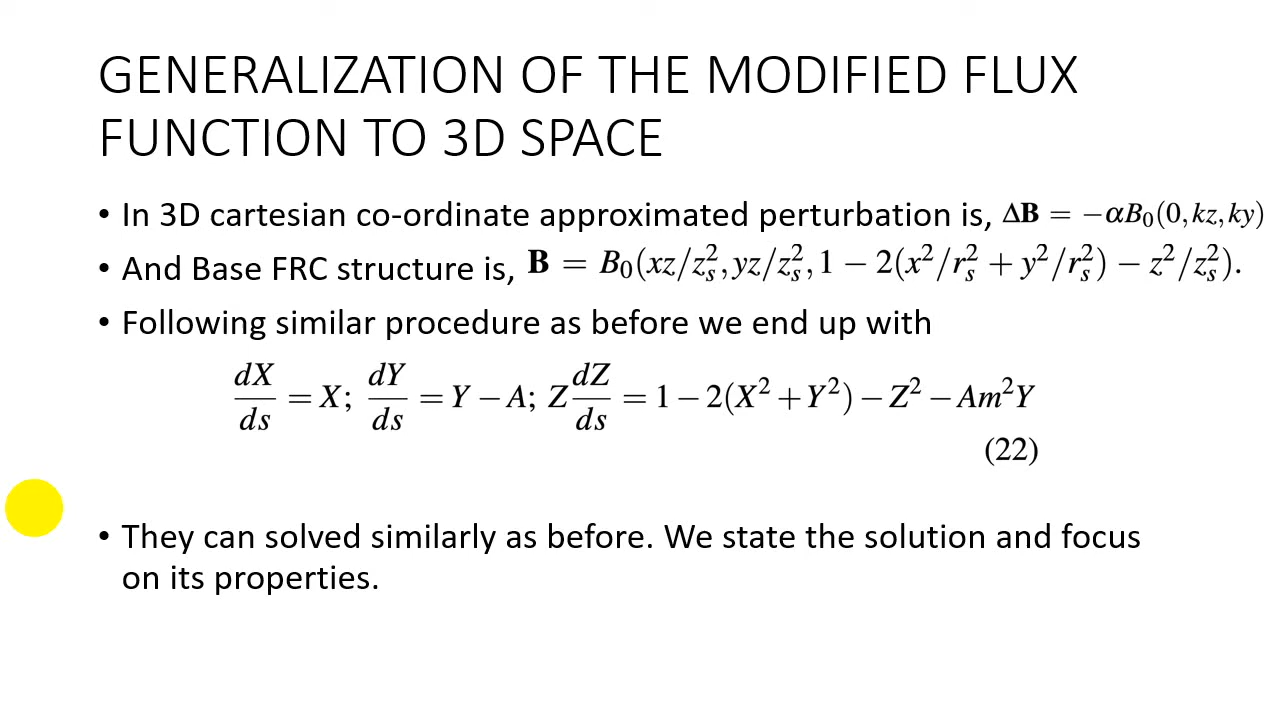 GENERALIZATION OF THE MODIFIED FLUX
FUNCTION TO 3D SPACE
• In 3D cartesian co-ordinate approximated perturbation is, ΔB = −αB₀(0, kz, ky)
• And Base FRC structure is, B = B₀(xz/z_s², yz/z_s², 1 − 2(x²/r_s² + y²/r_s²) − z²/z_s²).
• Following similar procedure as before we end up with
dX/ds = X; dY/ds = Y − A; Z dZ/ds = 1 − 2(X² + Y²) − Z² − Am²Y
(22)
• They can solved similarly as before. We state the solution and focus
on its properties.